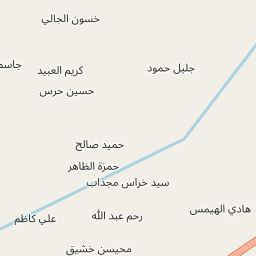 خسون الجالي
جليل حمود
جاسم
كريم العبيد
حسين حرس
حميد صالح
حمزة الظاهر
سيد خراس مجذاب
هادي الهيمس
رحم عبد الله
علي كاظم
محيسن خشيق